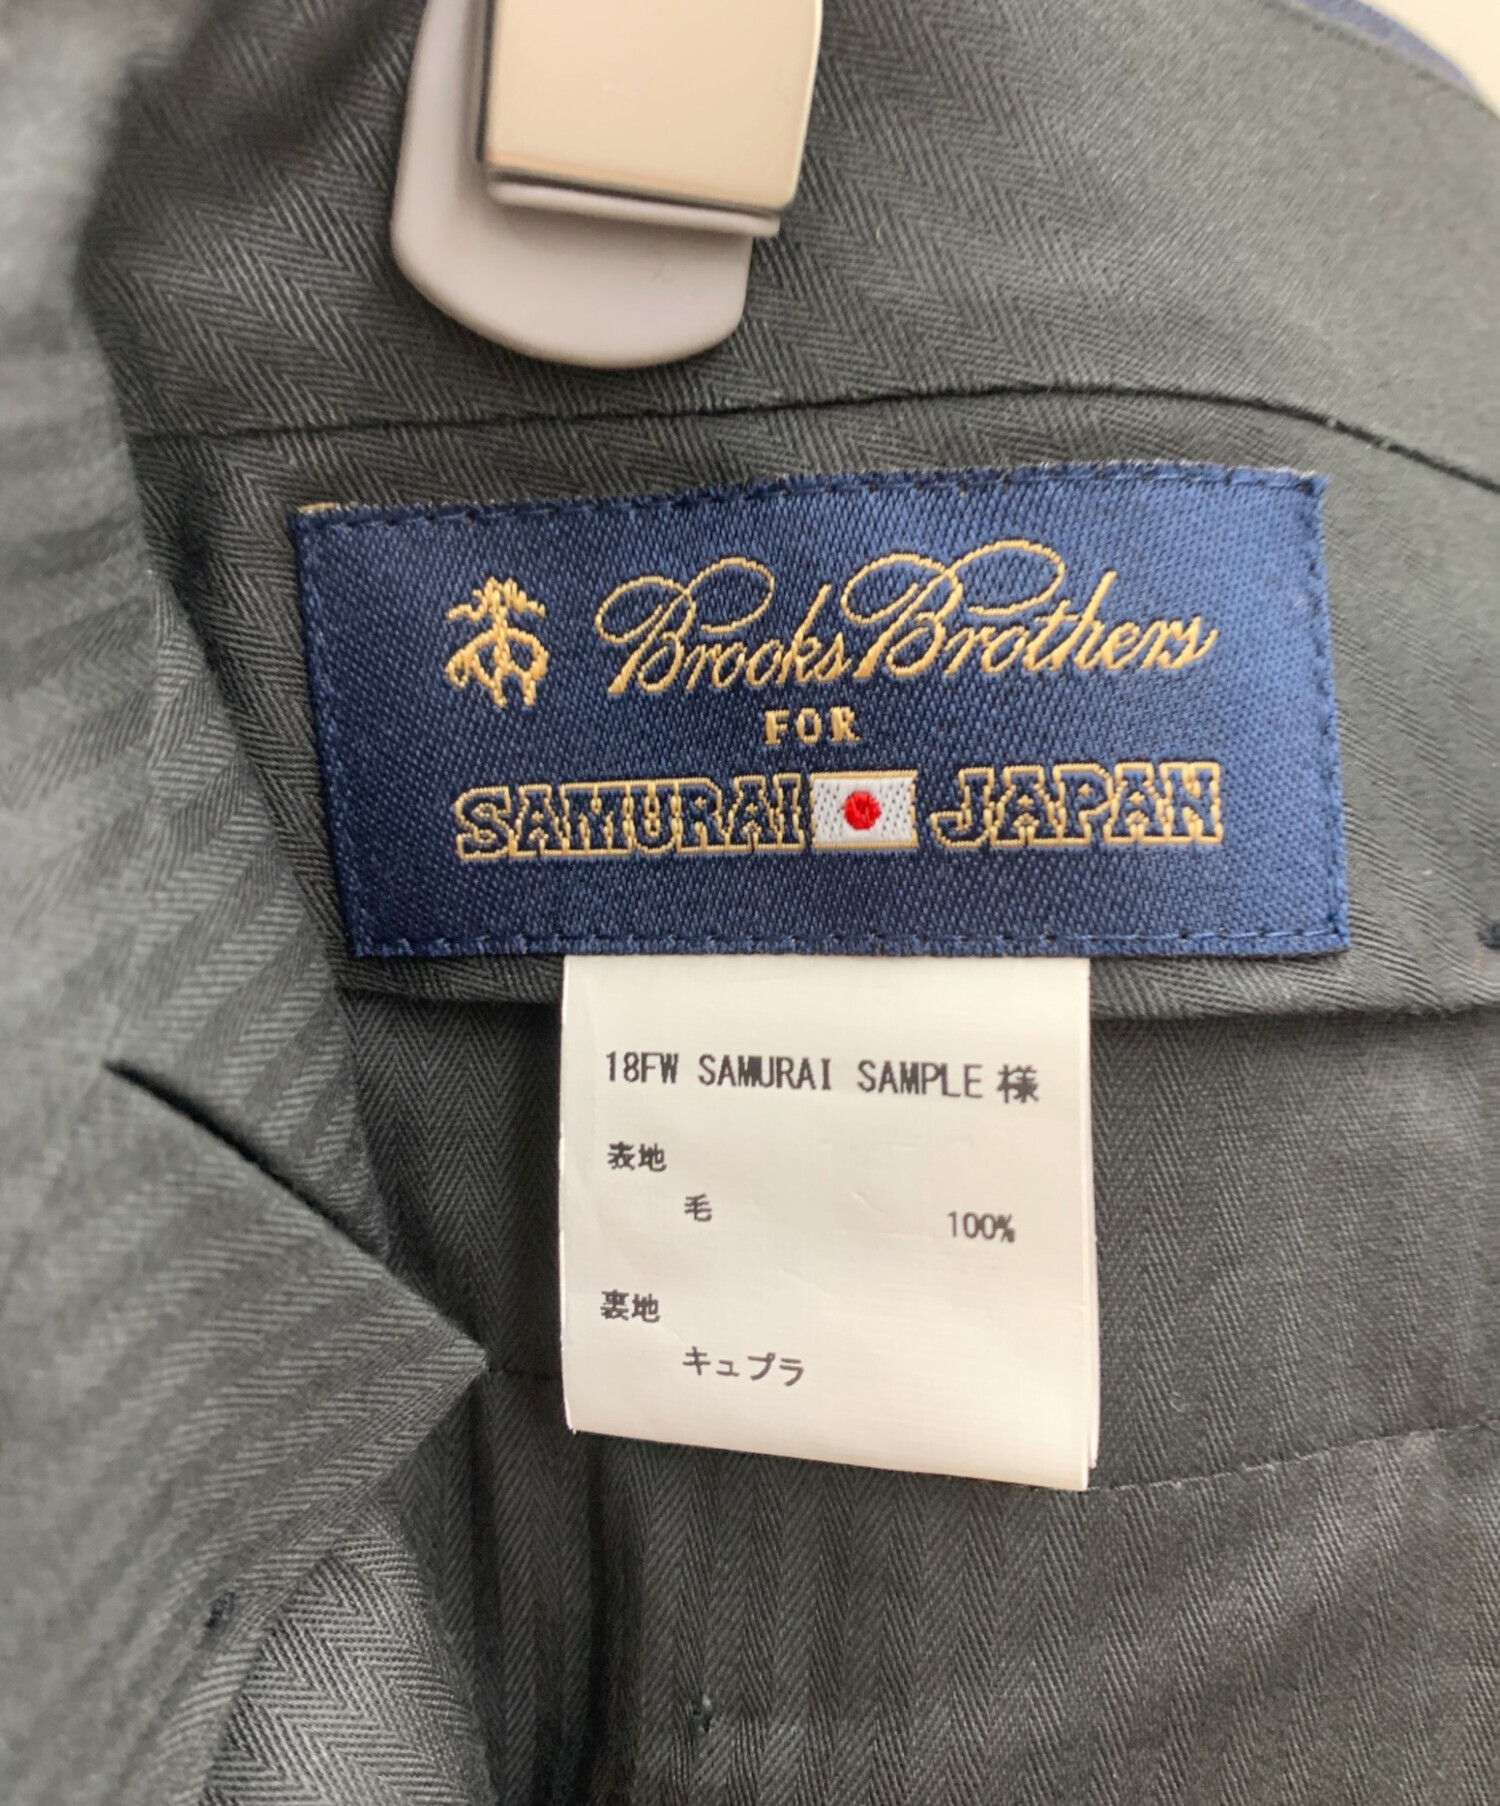 Brooks Brothers
FOR
SAMURAI JAPAN
18FW SAMURAI SAMPLE 様
表地
毛 100%
裏地
キュプラ